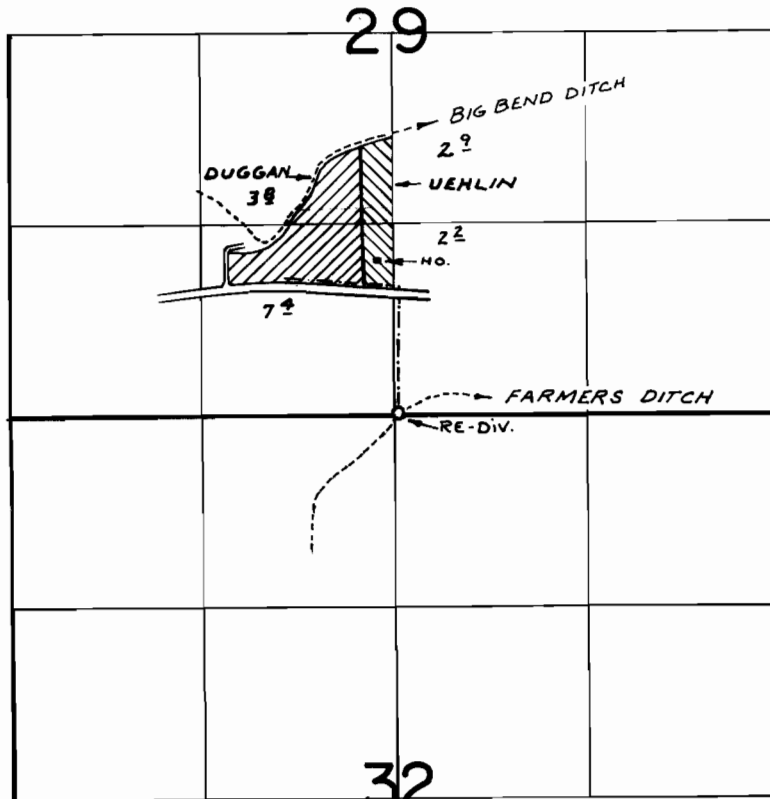 29
BIG BEND DITCH
2 9
DUGGAN
3 8
UEHLIN
2 2
HO.
7 4
FARMERS DITCH
RE-DIV.
32